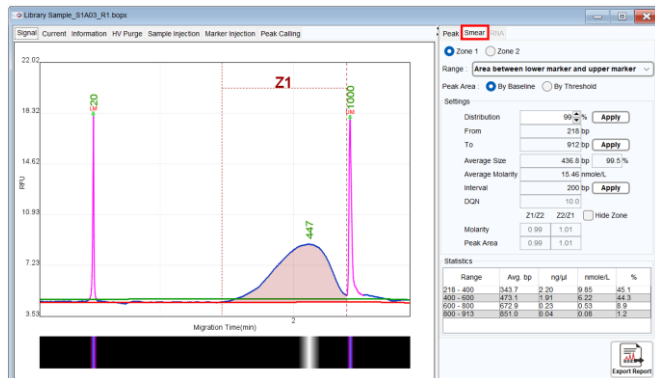 Library Sample_S1A03_R1.bopx
Signal Current Information HV Purge Sample Injection Marker Injection Peak Calling
22.02
18.32
14.62
10.93
7.23
3.53
RFU
20
LM
Z1
447
1000
UM
2
Migration Time(min)
Peak Smear RNA
Zone 1 Zone 2
Range : Area between lower marker and upper marker
Peak Area : By Baseline By Threshold
Settings
Distribution 99 % Apply
From 218 bp
To 912 bp Apply
Average Size 436.8 bp 99.5 %
Average Molarity 15.46 nmole/L
Interval 200 bp Apply
DQN 10.0
Z1/Z2 Z2/Z1 Hide Zone
Molarity 0.99 1.01
Peak Area 0.99 1.01
Statistics
Range Avg. bp ng/µl nmole/L %
218 - 400 343.7 2.20 9.85 45.1
400 - 600 473.1 1.91 6.22 44.3
600 - 800 672.9 0.23 0.53 8.9
800 - 913 851.0 0.04 0.08 1.2
Export Report